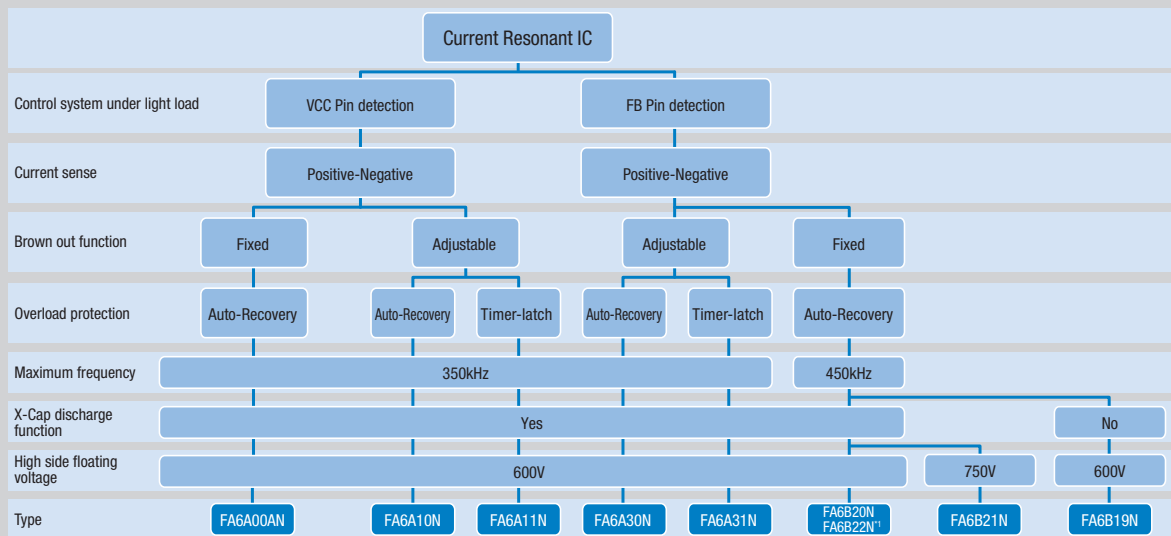 Current Resonant IC
Control system under light load
VCC Pin detection
FB Pin detection
Current sense
Positive-Negative
Positive-Negative
Brown out function
Fixed
Adjustable
Adjustable
Fixed
Overload protection
Auto-Recovery
Auto-Recovery
Timer-latch
Auto-Recovery
Timer-latch
Auto-Recovery
Maximum frequency
350kHz
450kHz
X-Cap discharge
function
Yes
No
High side floating
voltage
600V
750V
600V
Type
FA6A00AN
FA6A10N
FA6A11N
FA6A30N
FA6A31N
FA6B20N
FA6B22N*1
FA6B21N
FA6B19N